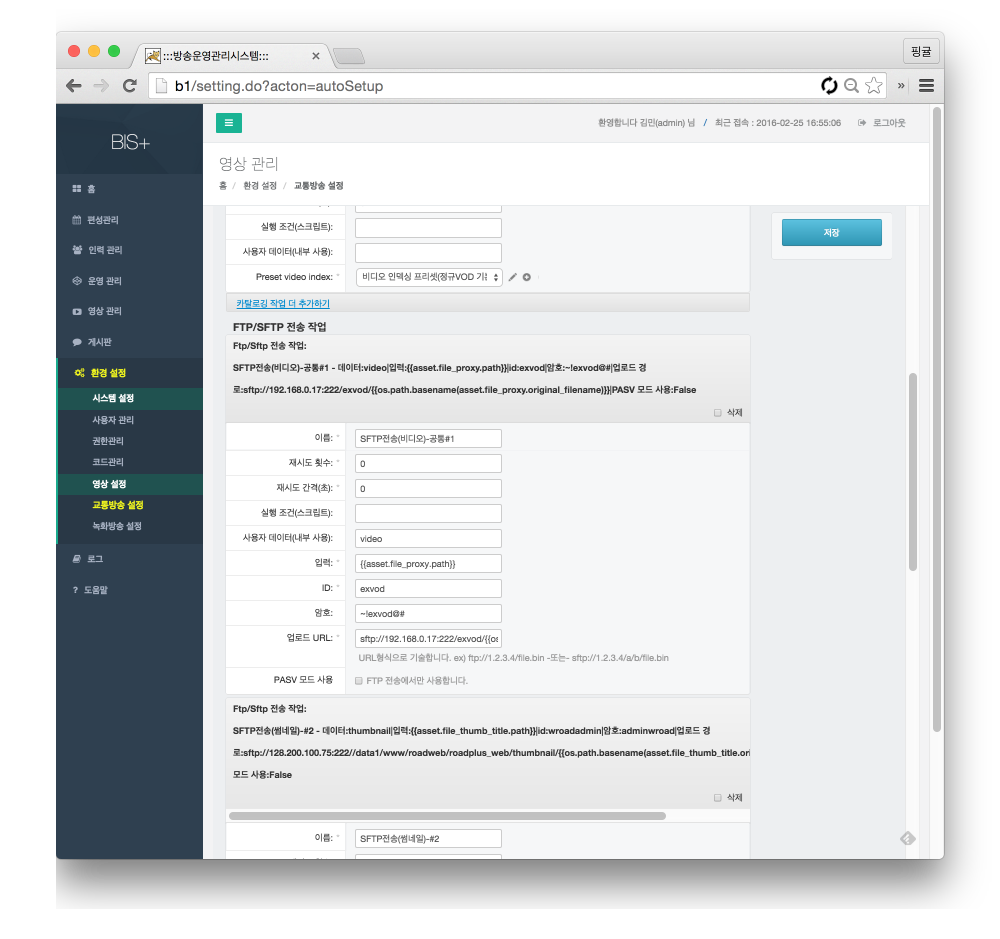 :::방송운영관리시스템:::
핑귤
b1/setting.do?acton=autoSetup
BIS+
환영합니다 김민(admin) 님 / 최근 접속 : 2016-02-25 16:55:06 로그아웃
영상 관리
홈 / 환경 설정 / 교통방송 설정
홈
편성관리
인력 관리
운영 관리
영상 관리
게시판
환경 설정
시스템 설정
사용자 관리
권한관리
코드관리
영상 설정
교통방송 설정
녹화방송 설정
로그
? 도움말
실행 조건(스크립트):
사용자 데이터(내부 사용):
Preset video index: *
비디오 인덱싱 프리셋(정규VOD
카탈로깅 작업 더 추가하기
저장
FTP/SFTP 전송 작업
Ftp/Sftp 전송 작업:
SFTP전송(비디오)-공통#1 - 데이터:video|입력:{{asset.file_proxy.path}}|id:exvod|암호:~!exvod@#|업로드 경
로:sftp://192.168.0.17:222/exvod/{{os.path.basename(asset.file_proxy.original_filename)}}|PASV 모드 사용:False
삭제
이름: * SFTP전송(비디오)-공통#1
재시도 횟수: * 0
재시도 간격(초): * 0
실행 조건(스크립트):
사용자 데이터(내부 사용): video
입력: * {{asset.file_proxy.path}}
ID: * exvod
암호: ~!exvod@#
업로드 URL: * sftp://192.168.0.17:222/exvod/{{os
URL형식으로 기술합니다. ex) ftp://1.2.3.4/file.bin -또는- sftp://1.2.3.4/a/b/file.bin
PASV 모드 사용 FTP 전송에서만 사용합니다.
Ftp/Sftp 전송 작업:
SFTP전송(썸네일)-#2 - 데이터:thumbnail|입력:{{asset.file_thumb_title.path}}|id:wroadadmin|암호:adminwroad|업로드 경
로:sftp://128.200.100.75:222//data1/www/roadweb/roadplus_web/thumbnail/{{os.path.basename(asset.file_thumb_title.ori
모드 사용:False
삭제
이름: * SFTP전송(썸네일)-#2